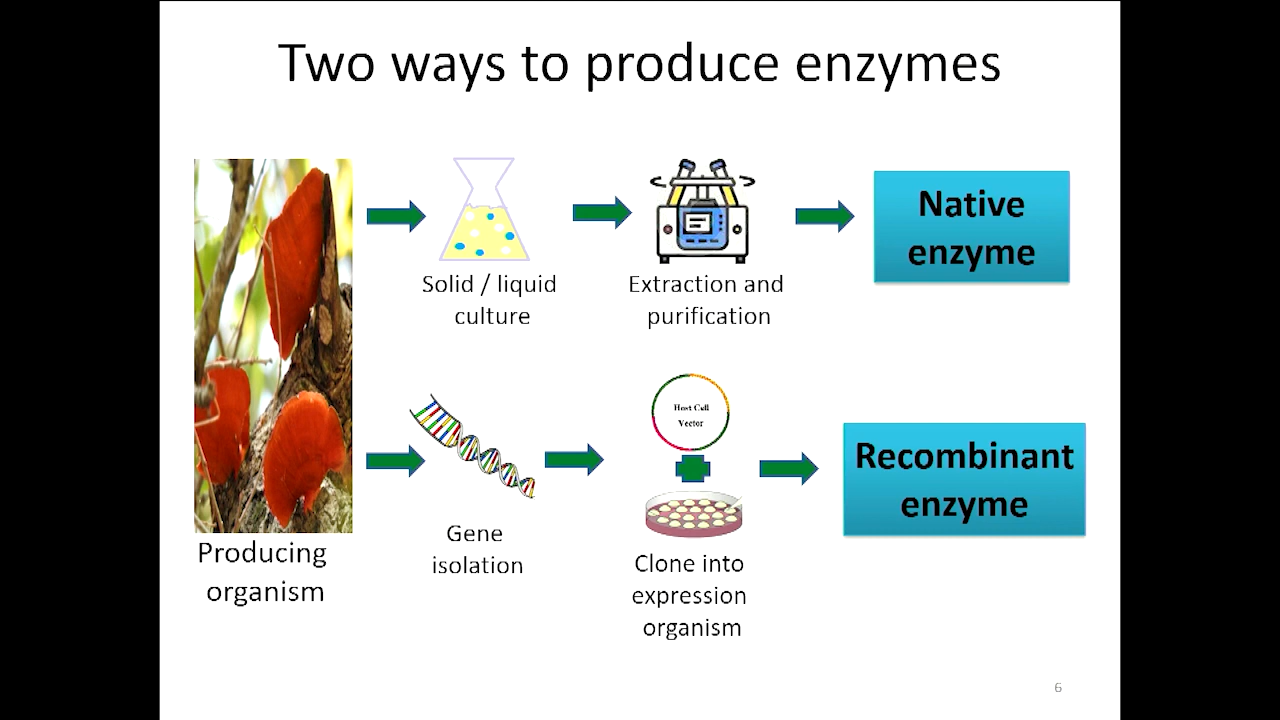 Two ways to produce enzymes
Native
enzyme
Solid / liquid
culture
Extraction and
purification
Host Cell
Vector
Recombinant
enzyme
Gene
isolation
Producing
organism
Clone into
expression
organism
6